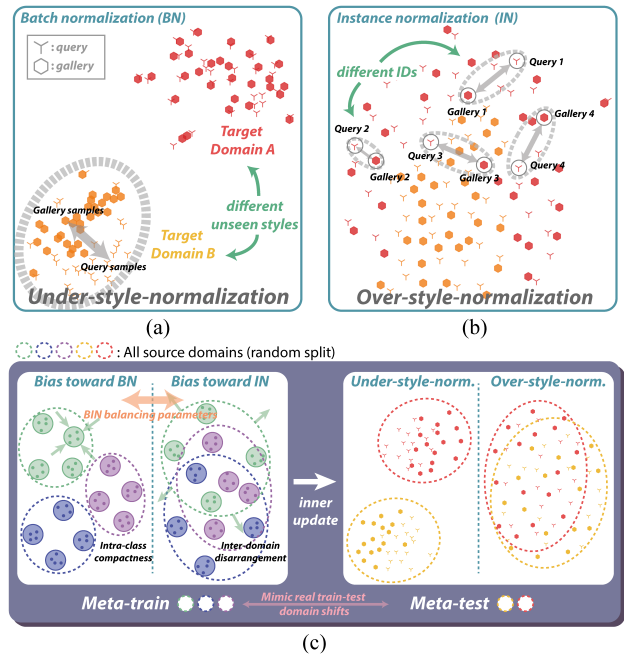 Batch normalization (BN)
: query
: gallery
Target
Domain A
different
unseen styles
Target
Domain B
Gallery samples
Query samples
Under-style-normalization
(a)
Instance normalization (IN)
different IDs
Query 1
Gallery 1
Query 2
Gallery 2
Query 3
Gallery 3
Gallery 4
Query 4
Over-style-normalization
(b)
: All source domains (random split)
Bias toward BN
Bias toward IN
BIN balancing parameters
Intra-class
compactness
Inter-domain
disarrangement
inner
update
Under-style-norm.
Over-style-norm.
Meta-train
Mimic real train-test
domain shifts
Meta-test
(c)